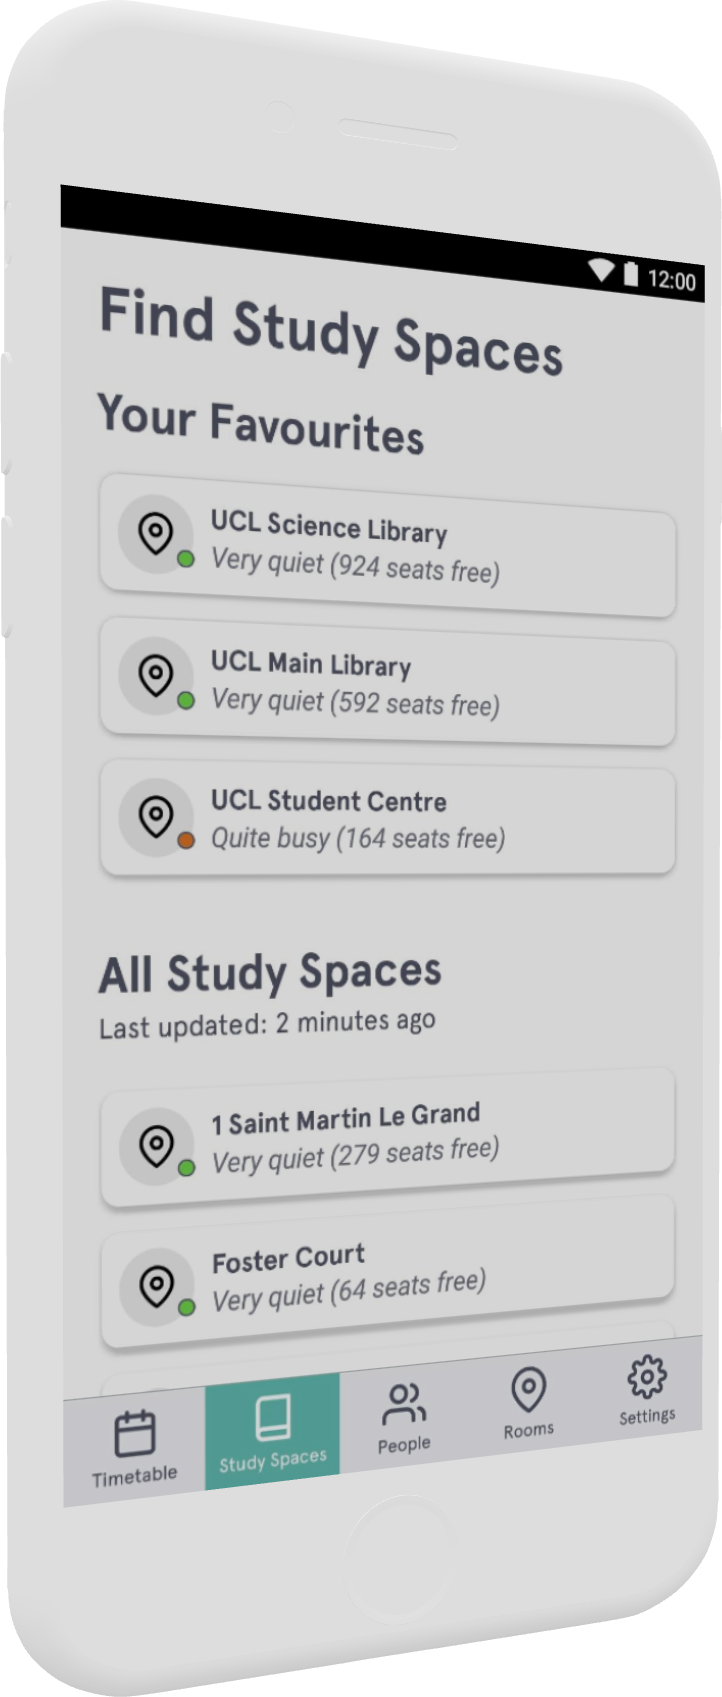 12:00
Find Study Spaces
Your Favourites
UCL Science Library
Very quiet (924 seats free)
UCL Main Library
Very quiet (592 seats free)
UCL Student Centre
Quite busy (164 seats free)
All Study Spaces
Last updated: 2 minutes ago
1 Saint Martin Le Grand
Very quiet (279 seats free)
Foster Court
Very quiet (64 seats free)
Timetable
Study Spaces
People
Rooms
Settings